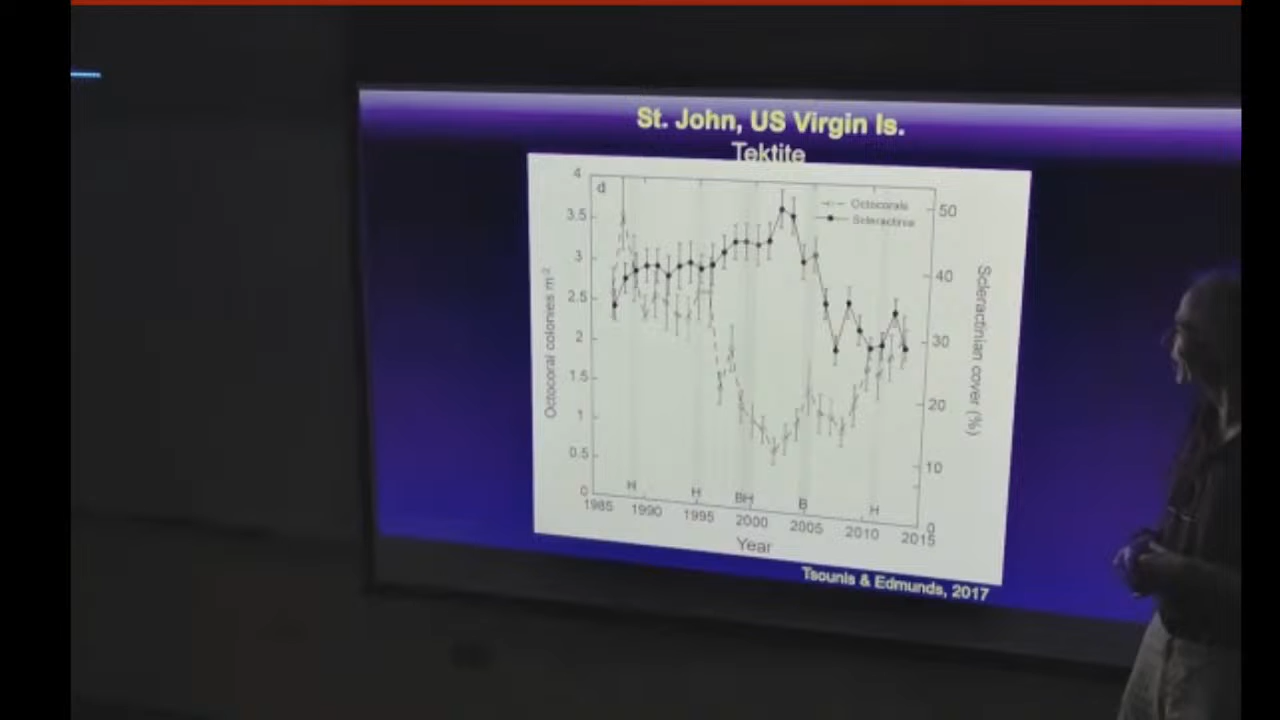 St. John, US Virgin Is.
Tektite
d
Octocorals
Scleractinia
4
3.5
3
2.5
2
1.5
1
0.5
0
Octocoral colonies m-2
50
40
30
20
10
0
Scleractinian cover (%)
H H BH B H
1985 1990 1995 2000 2005 2010 2015
Year
Tsounis & Edmunds, 2017